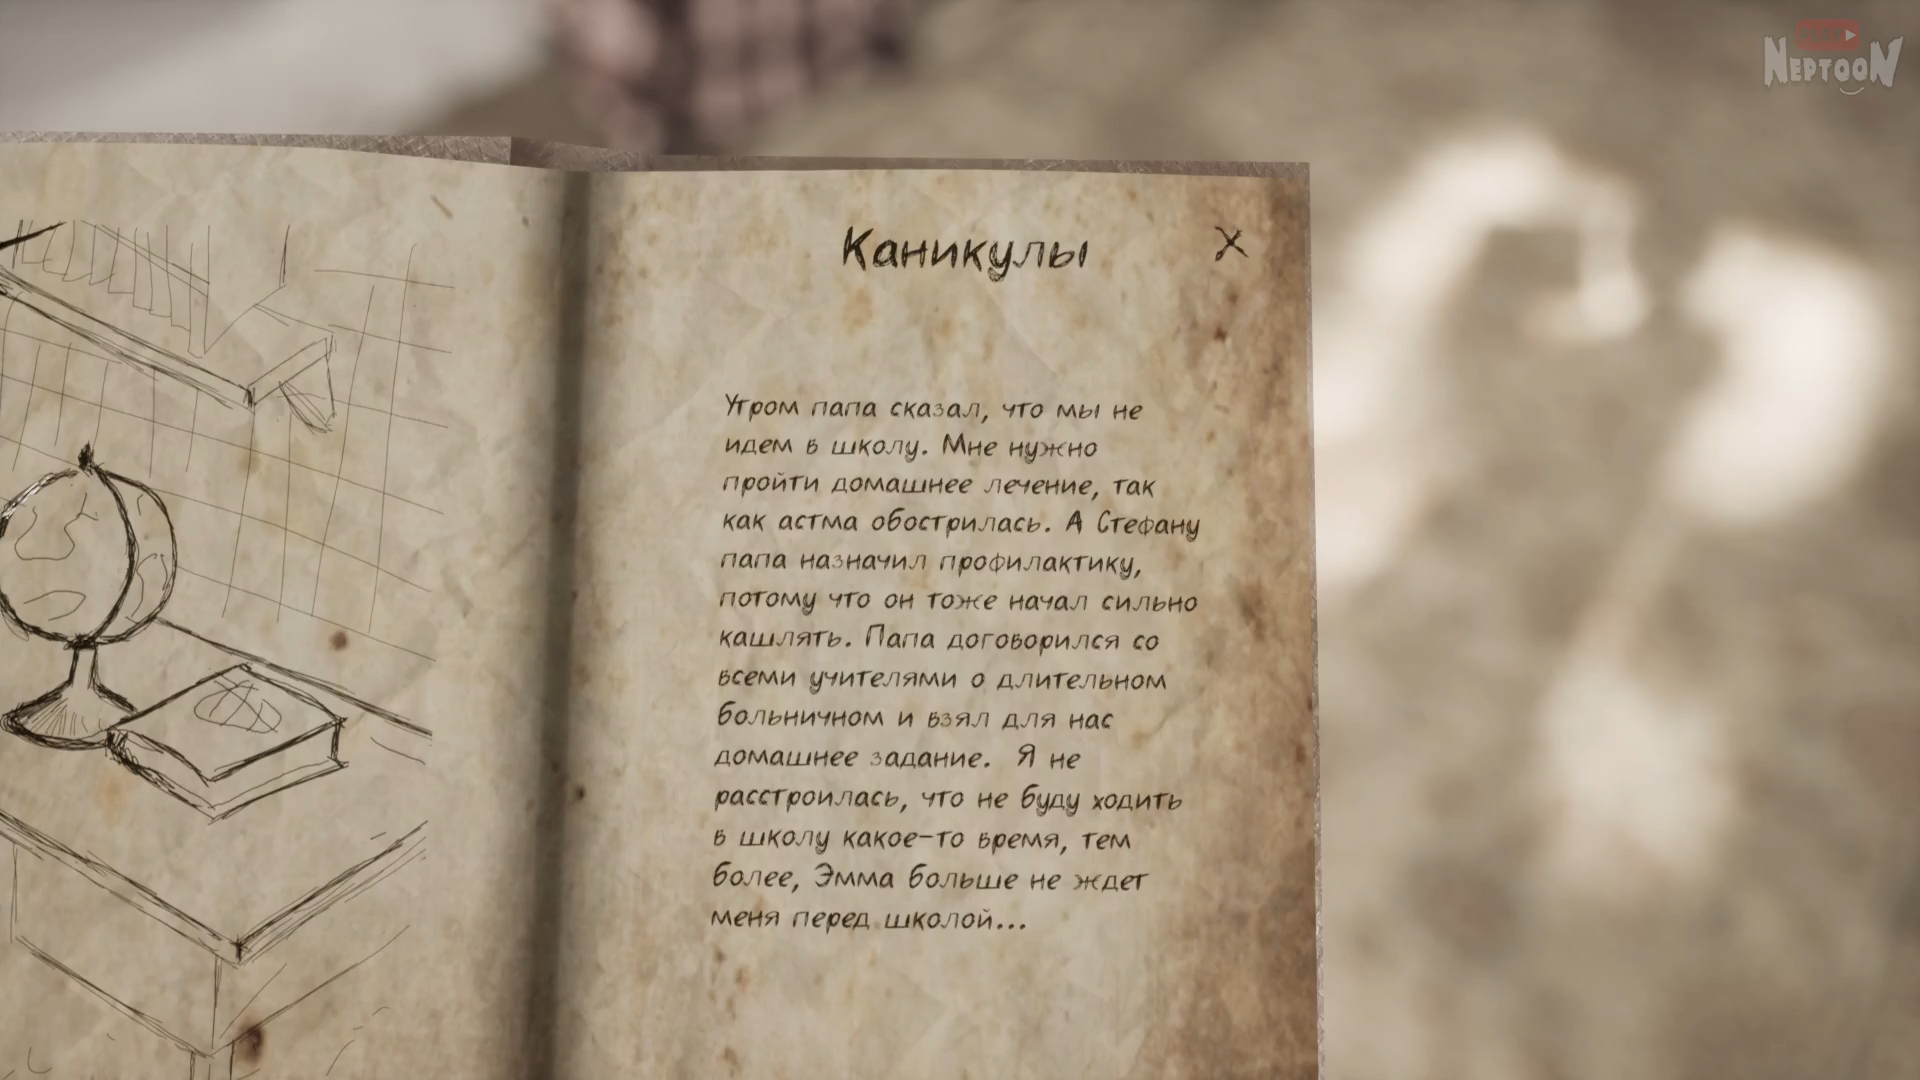 NEPTOON
Каникулы
Утром папа сказал, что мы не
идем в школу. Мне нужно
пройти домашнее лечение, так
как астма обострилась. А Стефану
папа назначил профилактику,
потому что он тоже начал сильно
кашлять. Папа договорился со
всеми учителями о длительном
больничном и взял для нас
домашнее задание. Я не
расстроилась, что не буду ходить
в школу какое-то время, тем
более, Эмма больше не ждет
меня перед школой...